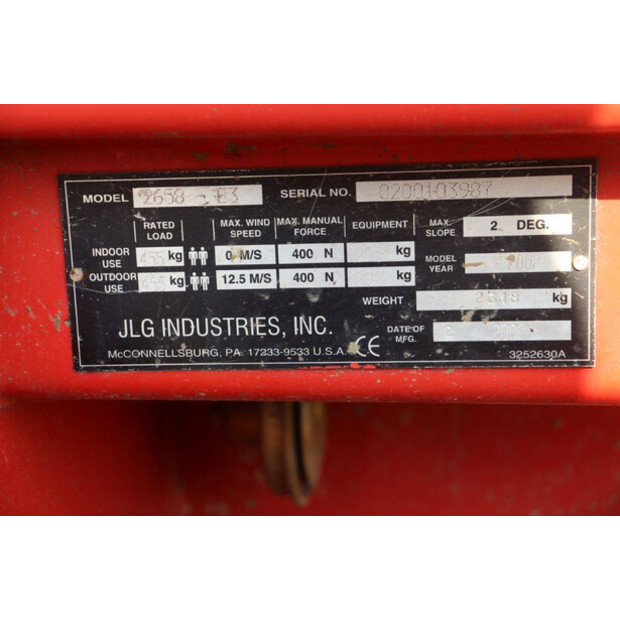 MODEL 2658 - E3 SERIAL NO. 0200103987
RATED LOAD MAX. WIND SPEED MAX. MANUAL FORCE EQUIPMENT MAX. SLOPE 2 DEG.
INDOOR USE 455 kg 0 M/S 400 N kg MODEL YEAR
OUTDOOR USE kg 12.5 M/S 400 N kg
WEIGHT 2518 kg
JLG INDUSTRIES, INC. DATE OF MFG.
McCONNELLSBURG, PA. 17233-9533 U.S.A. CE 3252630A